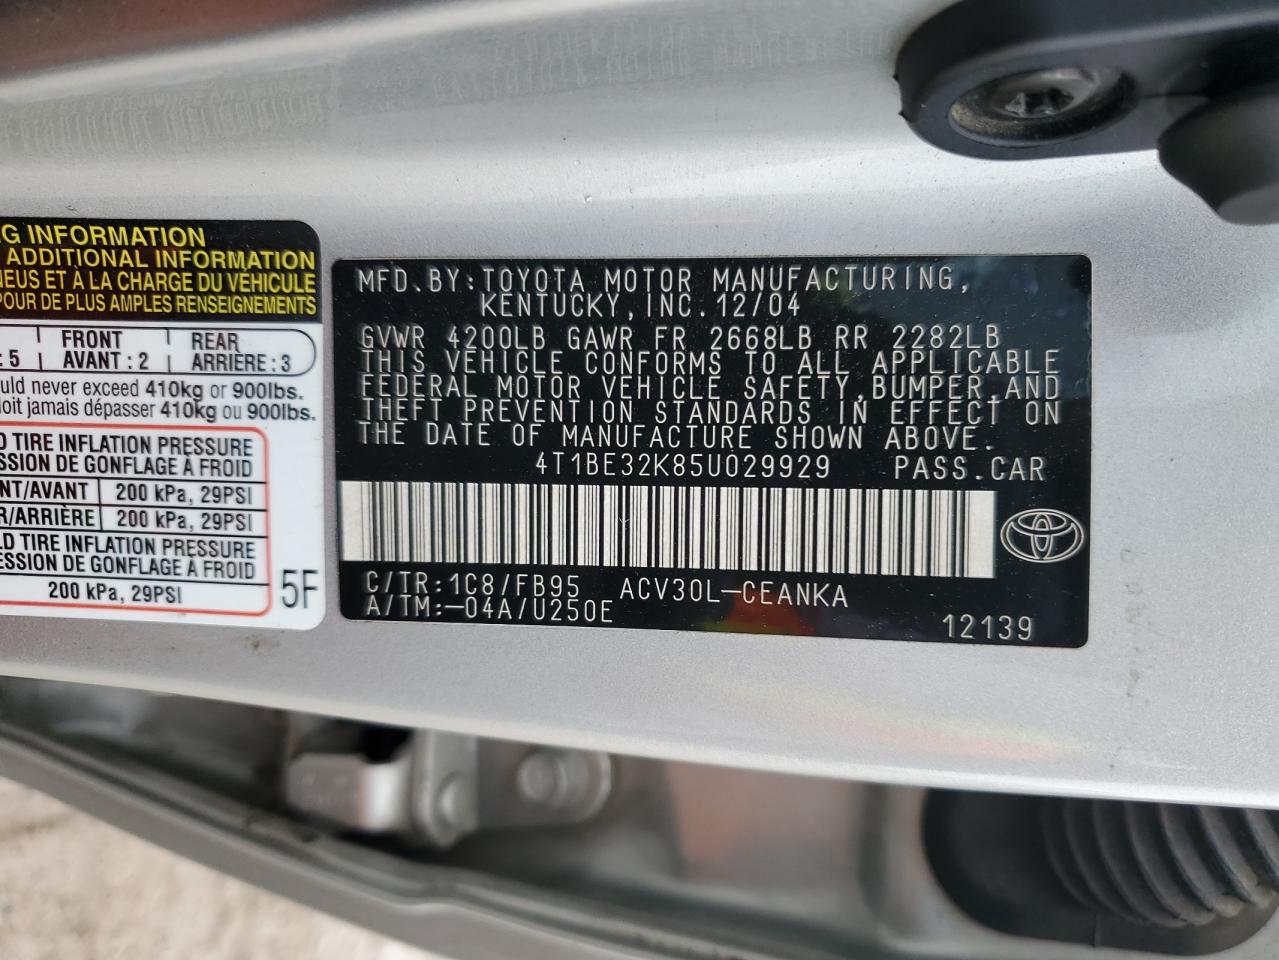 G INFORMATION
ADDITIONAL INFORMATION
NEUS ET À LA CHARGE DU VÉHICULE
POUR DE PLUS AMPLES RENSEIGNEMENTS
: 5 FRONT AVANT : 2 REAR ARRIÈRE : 3
uld never exceed 410kg or 900lbs.
doit jamais dépasser 410kg ou 900lbs.
D TIRE INFLATION PRESSURE
SSION DE GONFLAGE À FROID
NT/AVANT 200 kPa, 29PSI
R/ARRIÈRE 200 kPa, 29PSI
LD TIRE INFLATION PRESSURE
ESSION DE GONFLAGE À FROID
200 kPa, 29PSI
5F
MFD.BY:TOYOTA MOTOR MANUFACTURING,
KENTUCKY,INC.12/04
GVWR 4200LB GAWR FR 2668LB RR 2282LB
THIS VEHICLE CONFORMS TO ALL APPLICABLE
FEDERAL MOTOR VEHICLE SAFETY,BUMPER,AND
THEFT PREVENTION STANDARDS IN EFFECT ON
THE DATE OF MANUFACTURE SHOWN ABOVE.
4T1BE32K85U029929 PASS.CAR
C/TR:1C8/FB95 ACV30L-CEANKA
A/TM:-04A/U250E
12139